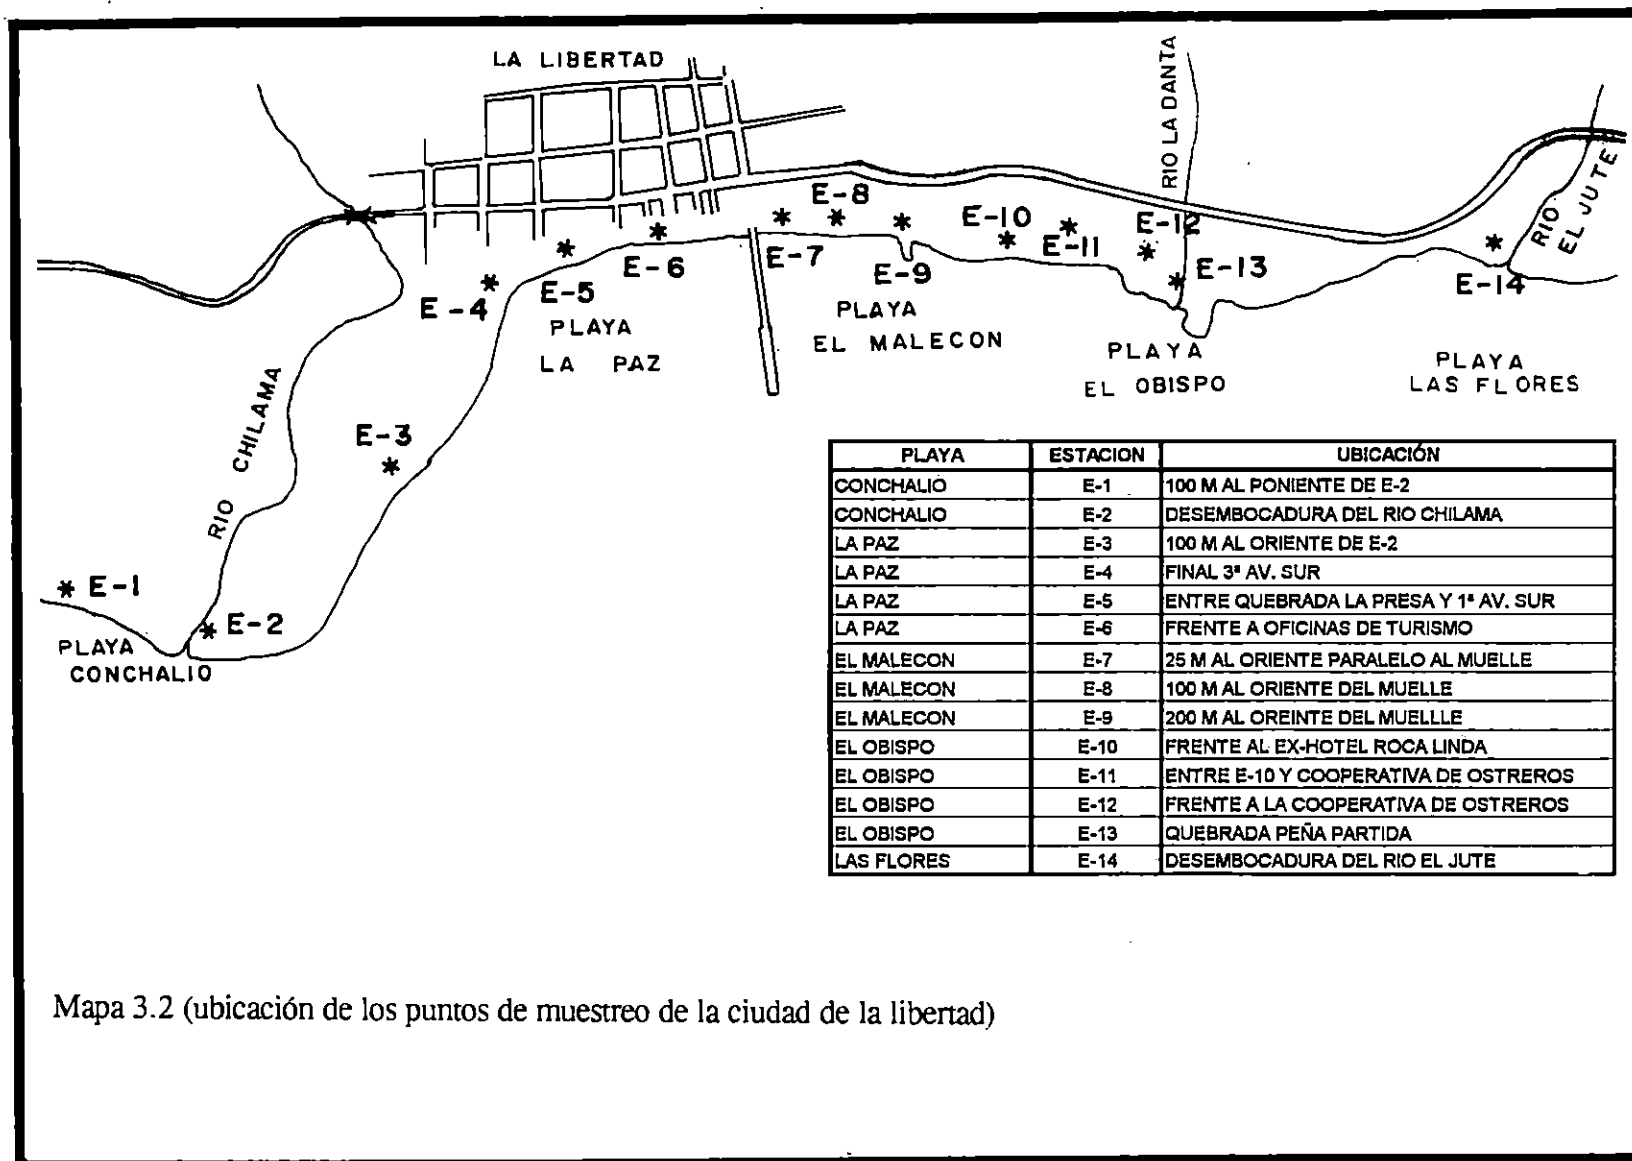 LA LIBERTAD
RIO LA DANTA
RIO
EL JUTE
E-8
E-10
E-12
E-11
E-7
E-6
E-9
E-13
E-14
E-5
E-4
PLAYA
LA PAZ
PLAYA
EL MALECON
PLAYA
EL OBISPO
PLAYA
LAS FLORES
RIO CHILAMA
E-3
E-1
E-2
PLAYA
CONCHALIO
PLAYA ESTACION UBICACIÓN
CONCHALIO E-1 100 M AL PONIENTE DE E-2
CONCHALIO E-2 DESEMBOCADURA DEL RIO CHILAMA
LA PAZ E-3 100 M AL ORIENTE DE E-2
LA PAZ E-4 FINAL 3ª AV. SUR
LA PAZ E-5 ENTRE QUEBRADA LA PRESA Y 1ª AV. SUR
LA PAZ E-6 FRENTE A OFICINAS DE TURISMO
EL MALECON E-7 25 M AL ORIENTE PARALELO AL MUELLE
EL MALECON E-8 100 M AL ORIENTE DEL MUELLE
EL MALECON E-9 200 M AL OREINTE DEL MUELLLE
EL OBISPO E-10 FRENTE AL EX-HOTEL ROCA LINDA
EL OBISPO E-11 ENTRE E-10 Y COOPERATIVA DE OSTREROS
EL OBISPO E-12 FRENTE A LA COOPERATIVA DE OSTREROS
EL OBISPO E-13 QUEBRADA PEÑA PARTIDA
LAS FLORES E-14 DESEMBOCADURA DEL RIO EL JUTE
Mapa 3.2 (ubicación de los puntos de muestreo de la ciudad de la libertad)